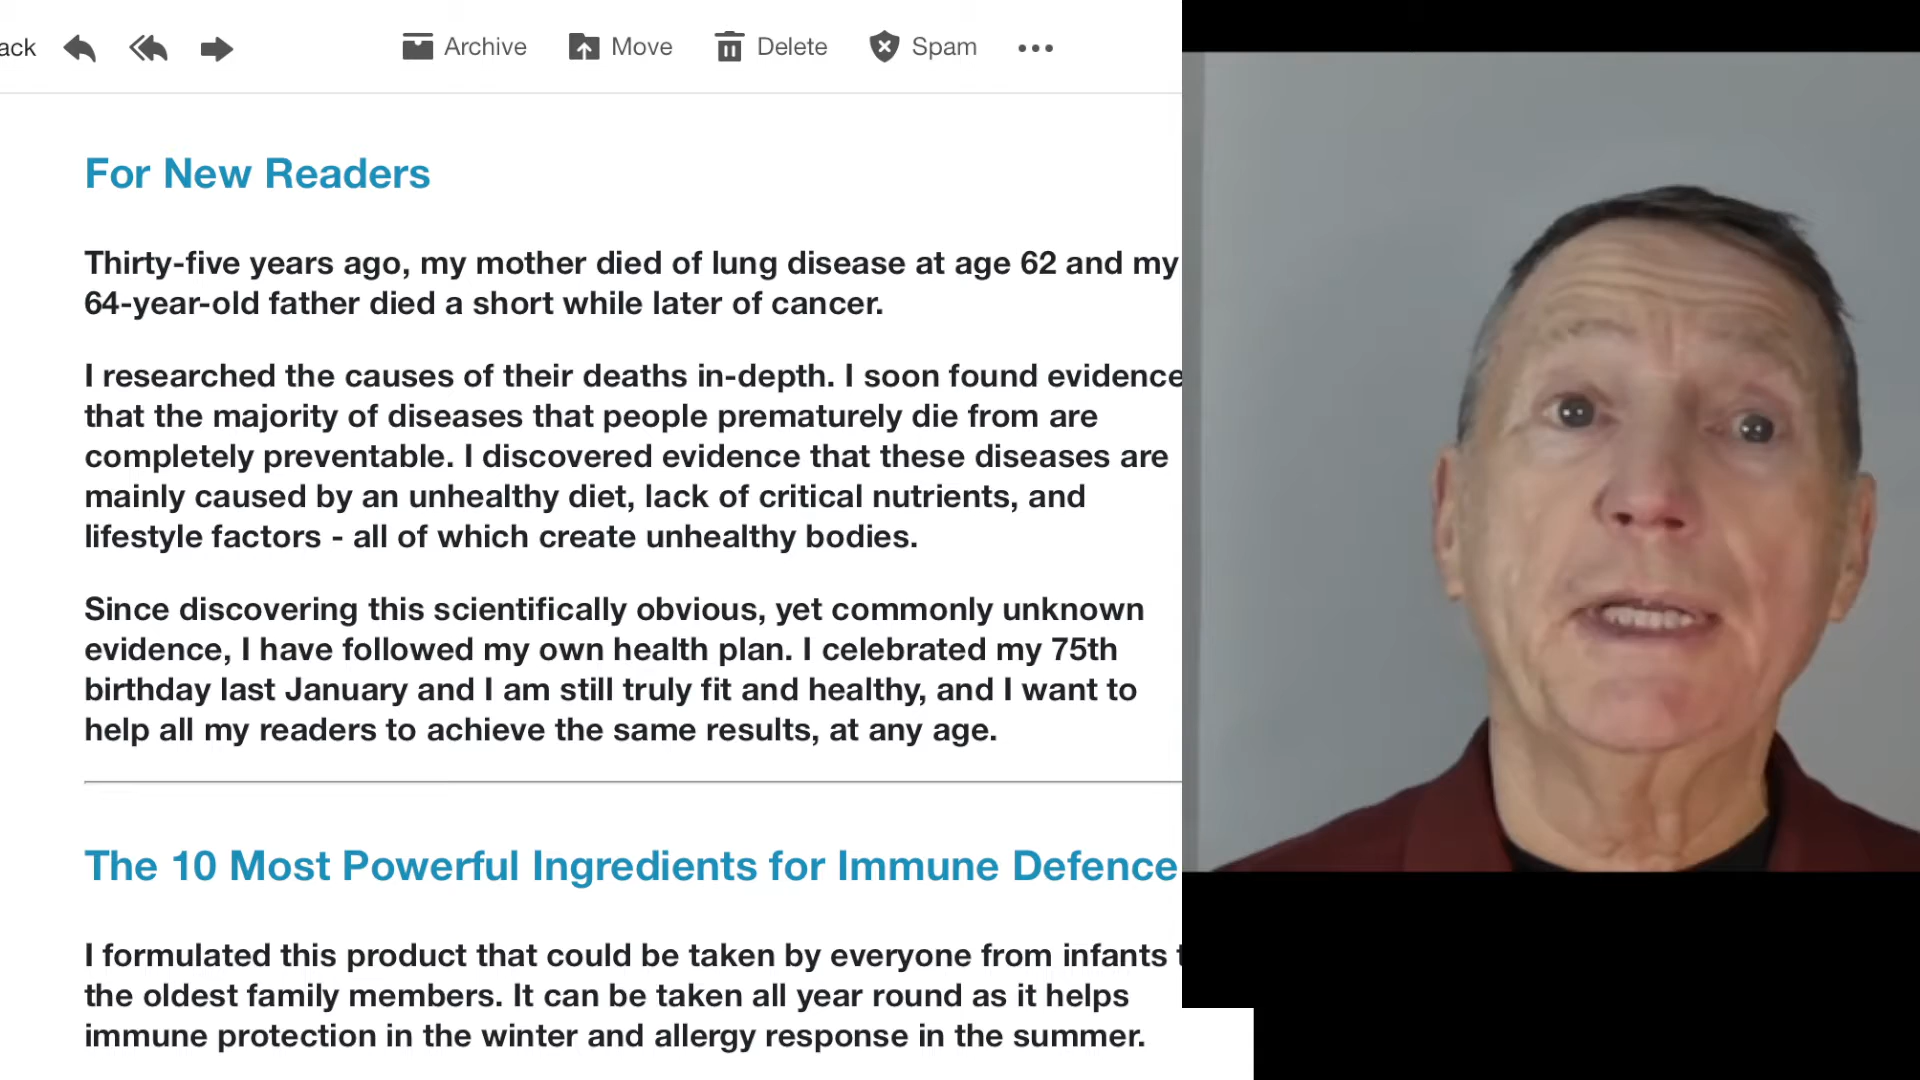 ack Archive Move Delete Spam
For New Readers
Thirty-five years ago, my mother died of lung disease at age 62 and my
64-year-old father died a short while later of cancer.
I researched the causes of their deaths in-depth. I soon found evidence
that the majority of diseases that people prematurely die from are
completely preventable. I discovered evidence that these diseases are
mainly caused by an unhealthy diet, lack of critical nutrients, and
lifestyle factors - all of which create unhealthy bodies.
Since discovering this scientifically obvious, yet commonly unknown
evidence, I have followed my own health plan. I celebrated my 75th
birthday last January and I am still truly fit and healthy, and I want to
help all my readers to achieve the same results, at any age.
The 10 Most Powerful Ingredients for Immune Defence
I formulated this product that could be taken by everyone from infants t
the oldest family members. It can be taken all year round as it helps
immune protection in the winter and allergy response in the summer.